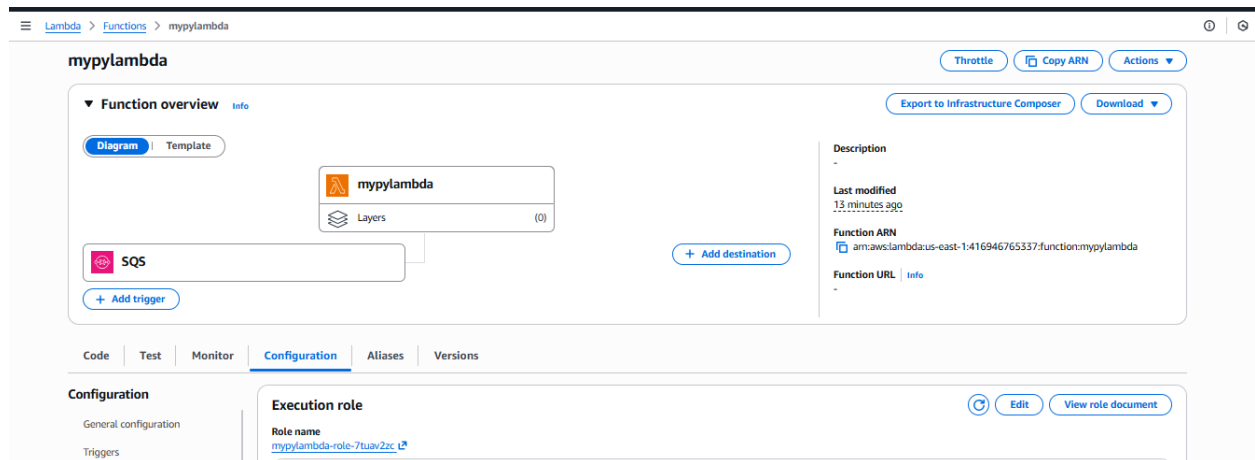 Lambda > Functions > mypylambda
mypylambda
Throttle Copy ARN Actions
Function overview Info
Export to Infrastructure Composer Download
Diagram Template
mypylambda
Layers (0)
SQS
+ Add trigger
+ Add destination
Description
-
Last modified
13 minutes ago
Function ARN
arn:aws:lambda:us-east-1:416946765337:function:mypylambda
Function URL Info
-
Code Test Monitor Configuration Aliases Versions
Configuration
General configuration
Triggers
Execution role
Edit View role document
Role name
mypylambda-role-7tuav2zc